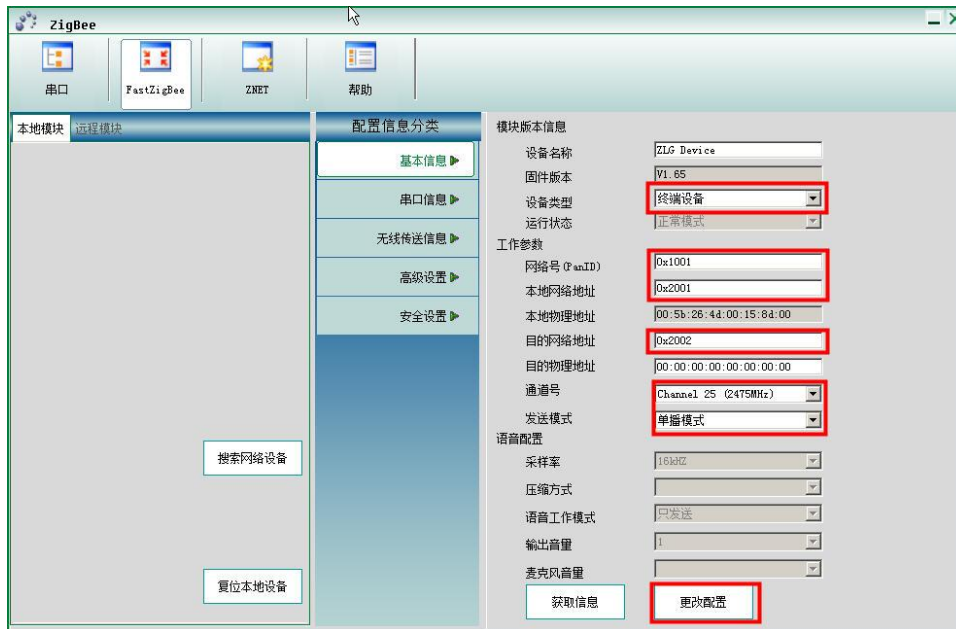 ZigBee
串口 FastZigBee ZNET 帮助
本地模块 远程模块
搜索网络设备
复位本地设备
配置信息分类
基本信息
串口信息
无线传送信息
高级设置
安全设置
模块版本信息
设备名称 ZLG Device
固件版本 V1.65
设备类型 终端设备
运行状态 正常模式
工作参数
网络号(PanID) 0x1001
本地网络地址 0x2001
本地物理地址 00:5b:26:4d:00:15:8d:00
目的网络地址 0x2002
目的物理地址 00:00:00:00:00:00:00:00
通道号 Channel 25 (2475MHz)
发送模式 单播模式
语音配置
采样率 16kHZ
压缩方式
语音工作模式 只发送
输出音量 1
麦克风音量
获取信息 更改配置